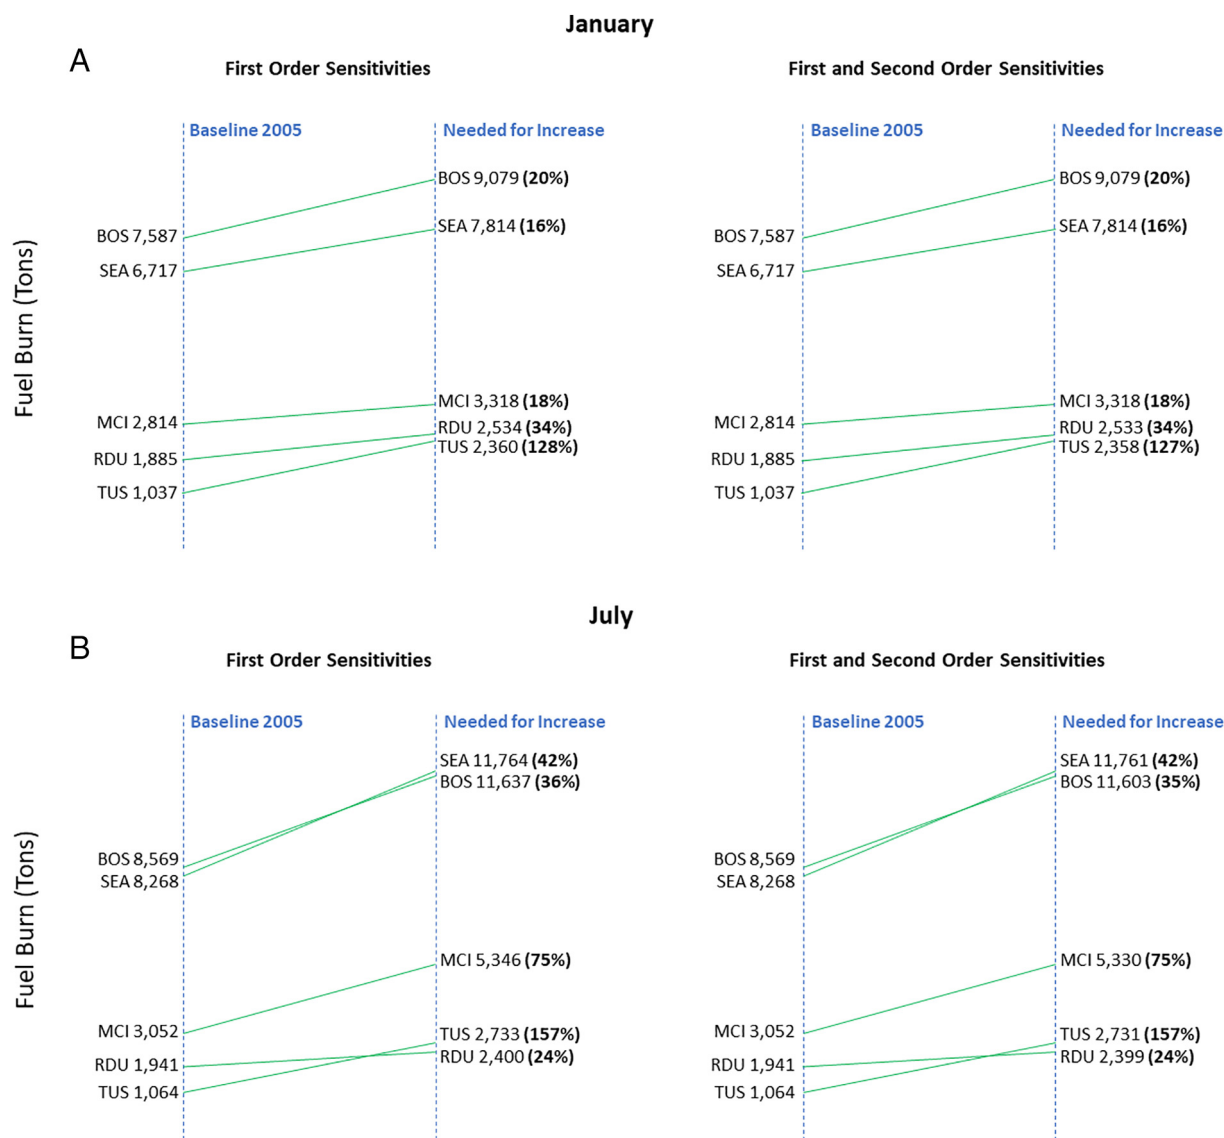 January
A
First Order Sensitivities
First and Second Order Sensitivities
Fuel Burn (Tons)
Baseline 2005
Needed for Increase
BOS 9,079 (20%)
SEA 7,814 (16%)
BOS 7,587
SEA 6,717
MCI 3,318 (18%)
MCI 2,814
RDU 2,534 (34%)
TUS 2,360 (128%)
RDU 1,885
TUS 1,037
Baseline 2005
Needed for Increase
BOS 9,079 (20%)
SEA 7,814 (16%)
BOS 7,587
SEA 6,717
MCI 3,318 (18%)
MCI 2,814
RDU 2,533 (34%)
TUS 2,358 (127%)
RDU 1,885
TUS 1,037
July
B
First Order Sensitivities
First and Second Order Sensitivities
Fuel Burn (Tons)
Baseline 2005
Needed for Increase
SEA 11,764 (42%)
BOS 11,637 (36%)
BOS 8,569
SEA 8,268
MCI 5,346 (75%)
MCI 3,052
TUS 2,733 (157%)
RDU 2,400 (24%)
RDU 1,941
TUS 1,064
Baseline 2005
Needed for Increase
SEA 11,761 (42%)
BOS 11,603 (35%)
BOS 8,569
SEA 8,268
MCI 5,330 (75%)
MCI 3,052
TUS 2,731 (157%)
RDU 2,399 (24%)
RDU 1,941
TUS 1,064